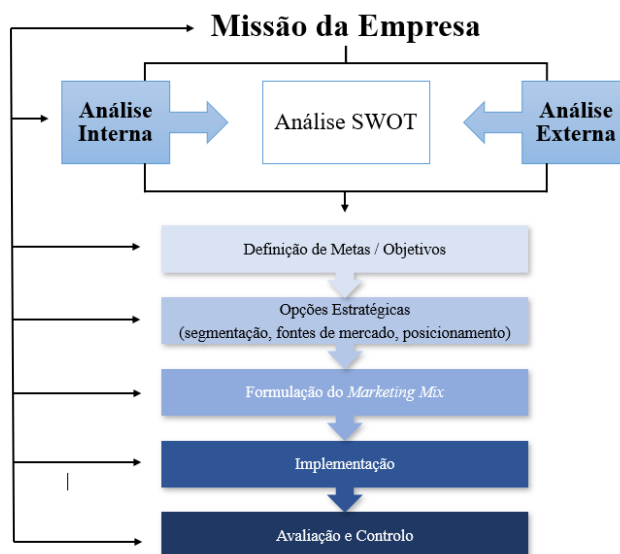 Missão da Empresa
Análise
Interna
Análise SWOT
Análise
Externa
Definição de Metas / Objetivos
Opções Estratégicas
(segmentação, fontes de mercado, posicionamento)
Formulação do Marketing Mix
Implementação
Avaliação e Controlo